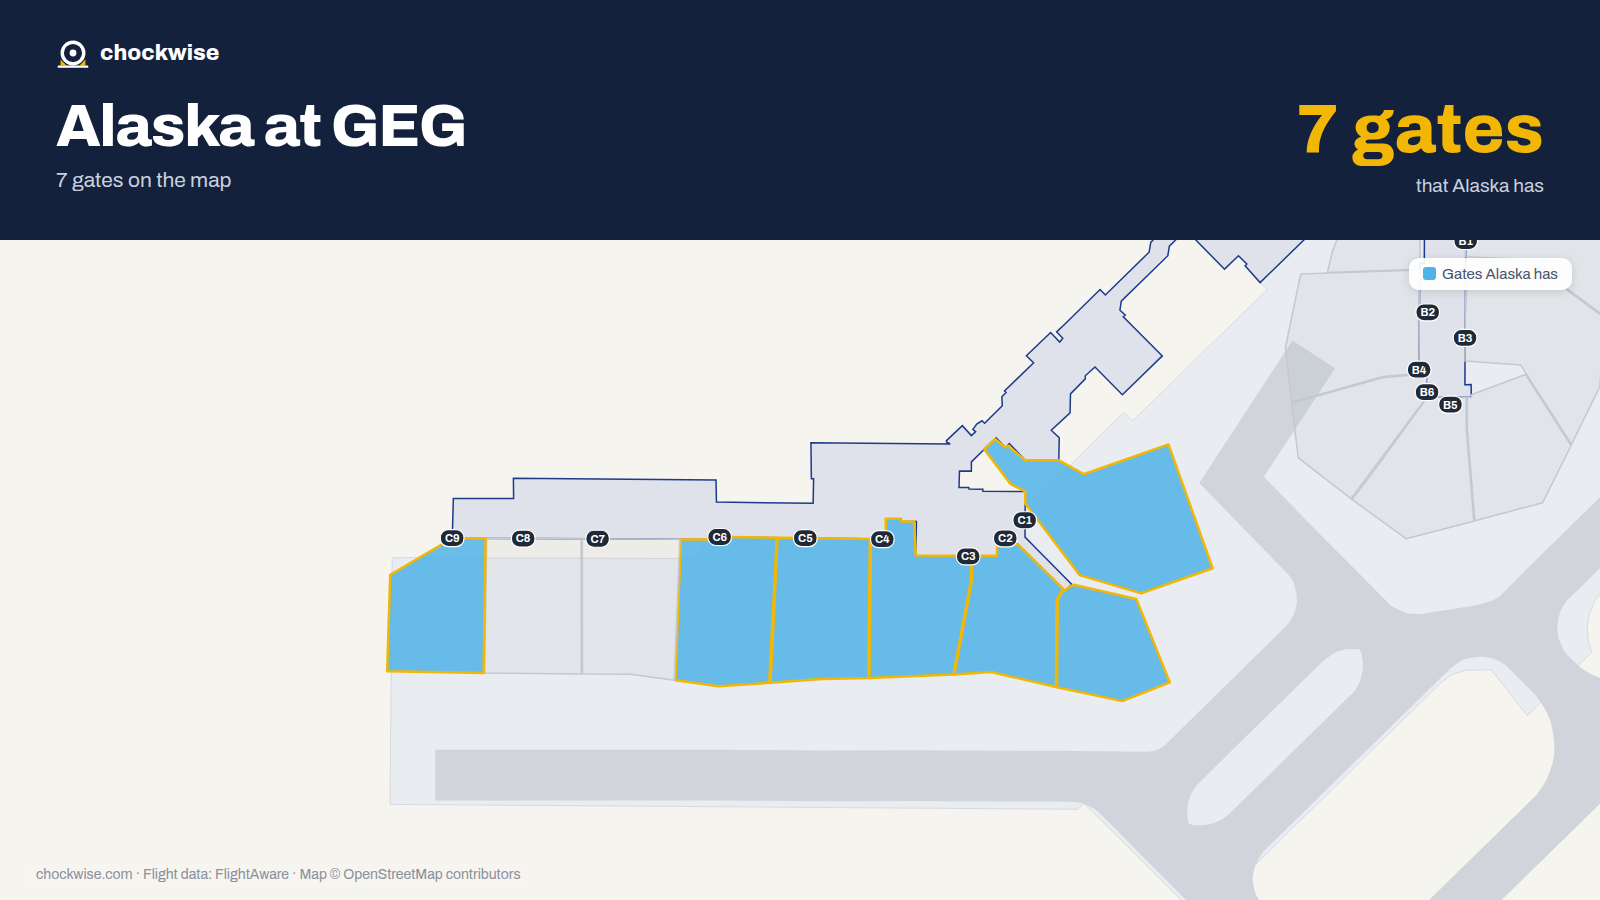 chockwise
Alaska at GEG
7 gates on the map
7 gates
that Alaska has
B1
Gates Alaska has
B2
B3
B4
B6
B5
C1
C9
C8
C7
C6
C5
C4
C2
C3
chockwise.com · Flight data: FlightAware · Map © OpenStreetMap contributors